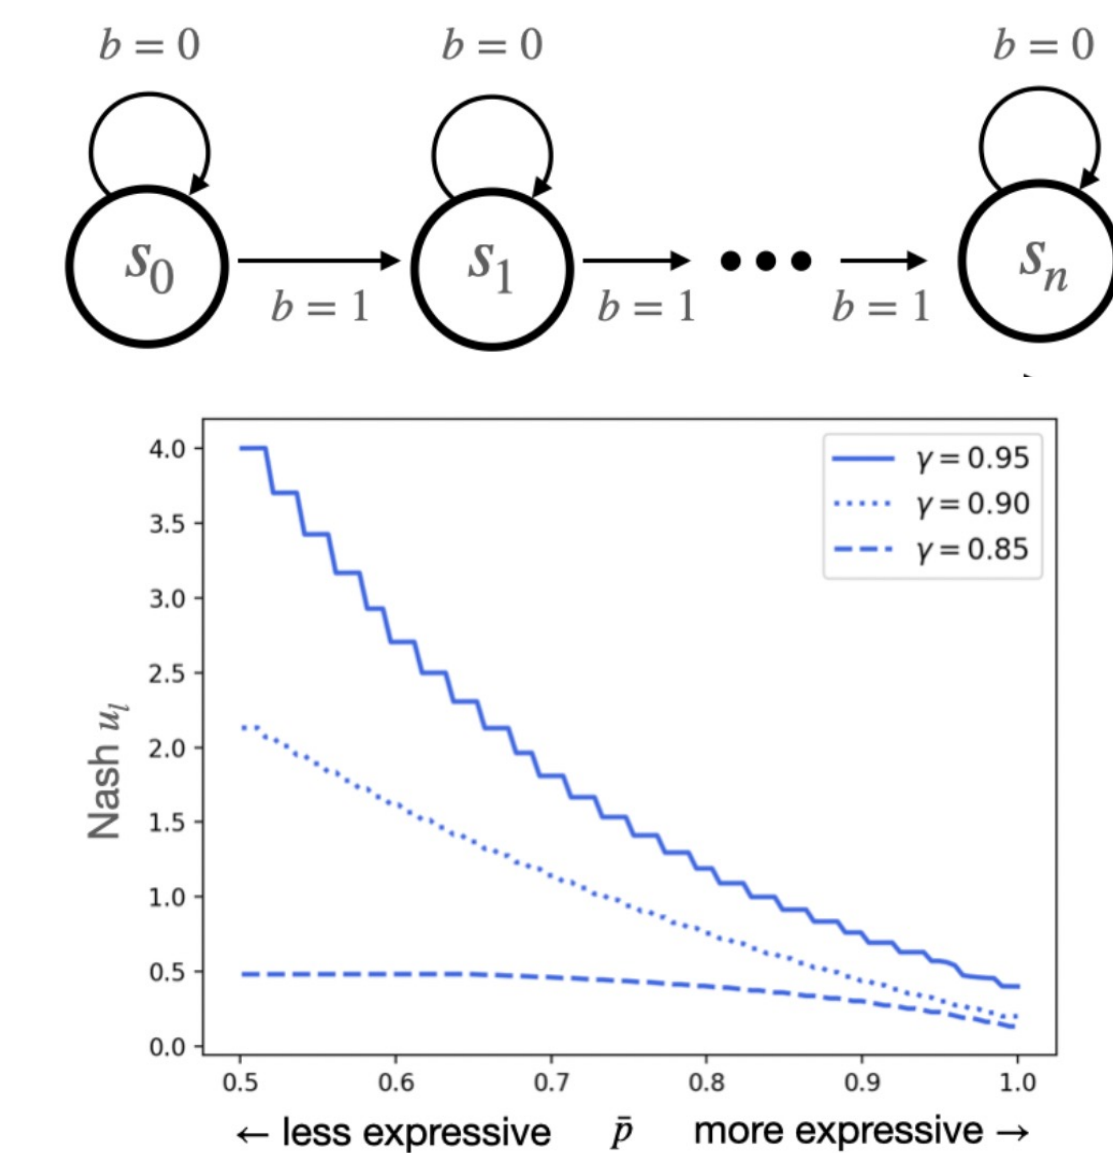 b = 0 b = 0 b = 0
s₀ s₁ sₙ
b = 1 b = 1 b = 1
4.0
3.5
3.0
2.5
2.0
1.5
1.0
0.5
0.0
Nash uₗ
γ = 0.95
γ = 0.90
γ = 0.85
0.5 0.6 0.7 0.8 0.9 1.0
← less expressive p̄ more expressive →